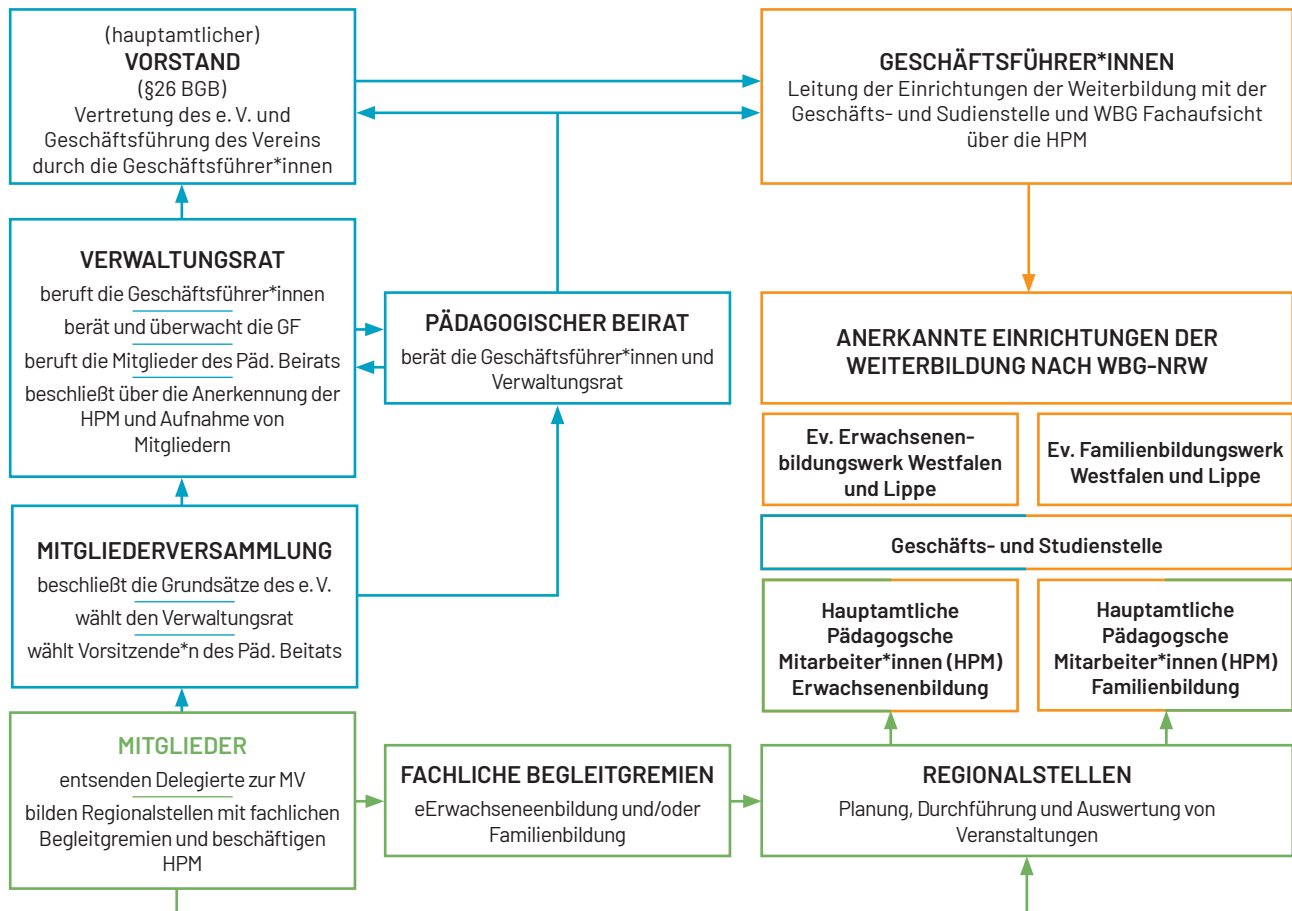 (hauptamtlicher)
VORSTAND
(§26 BGB)
Vertretung des e. V. und
Geschäftsführung des Vereins
durch die Geschäftsführer*innen
GESCHÄFTSFÜHRER*INNEN
Leitung der Einrichtungen der Weiterbildung mit der
Geschäfts- und Sudienstelle und WBG Fachaufsicht
über die HPM
VERWALTUNGSRAT
beruft die Geschäftsführer*innen
berät und überwacht die GF
beruft die Mitglieder des Päd. Beirats
beschließt über die Anerkennung der
HPM und Aufnahme von
Mitgliedern
PÄDAGOGISCHER BEIRAT
berät die Geschäftsführer*innen und
Verwaltungsrat
ANERKANNTE EINRICHTUNGEN DER
WEITERBILDUNG NACH WBG-NRW
Ev. Erwachsenen-
bildungswerk Westfalen
und Lippe
Ev. Familienbildungswerk
Westfalen und Lippe
Geschäfts- und Studienstelle
MITGLIEDERVERSAMMLUNG
beschließt die Grundsätze des e. V.
wählt den Verwaltungsrat
wählt Vorsitzende*n des Päd. Beitats
Hauptamtliche
Pädagogsche
Mitarbeiter*innen (HPM)
Erwachsenenbildung
Hauptamtliche
Pädagogsche
Mitarbeiter*innen (HPM)
Familienbildung
MITGLIEDER
entsenden Delegierte zur MV
bilden Regionalstellen mit fachlichen
Begleitgremien und beschäftigen
HPM
FACHLICHE BEGLEITGREMIEN
eErwachseneenbildung und/oder
Familienbildung
REGIONALSTELLEN
Planung, Durchführung und Auswertung von
Veranstaltungen